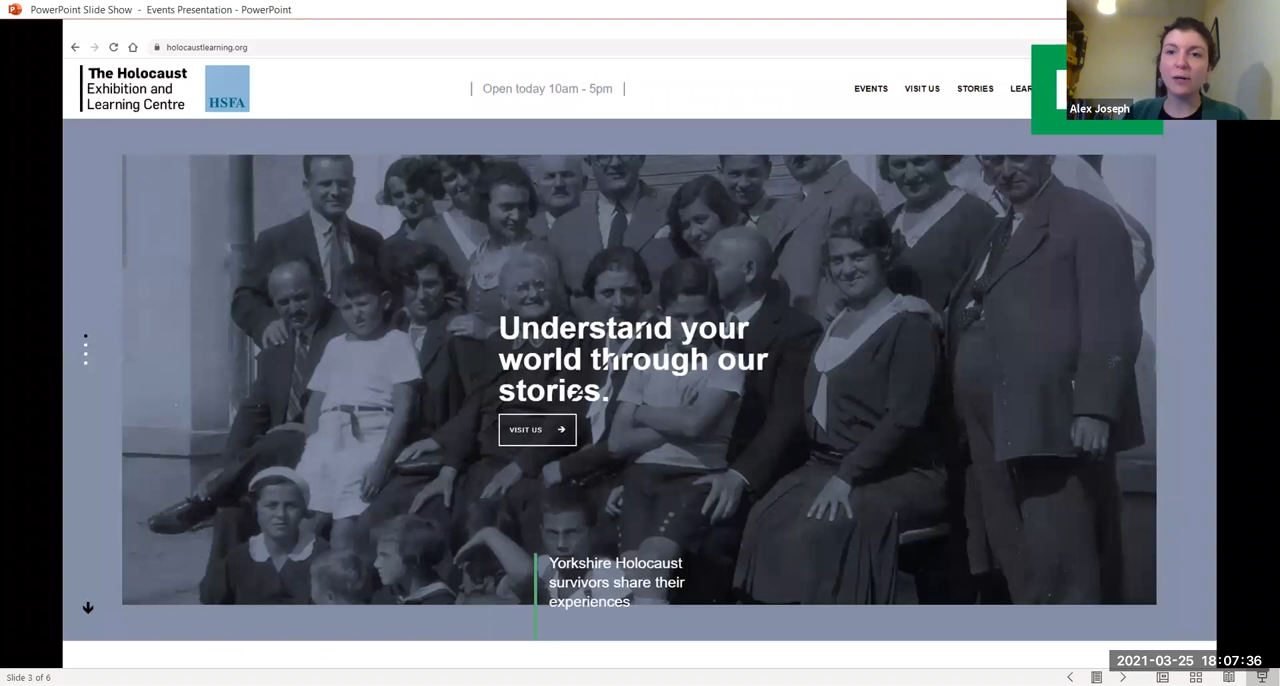 PowerPoint Slide Show - Events Presentation - PowerPoint
holocaustlearning.org
The Holocaust
Exhibition and
Learning Centre
HSFA
Open today 10am - 5pm
EVENTS
VISIT US
STORIES
Alex Joseph
Understand your
world through our
stories.
VISIT US
Yorkshire Holocaust
survivors share their
experiences
2021-03-25 18:07:36
Slide 3 of 6